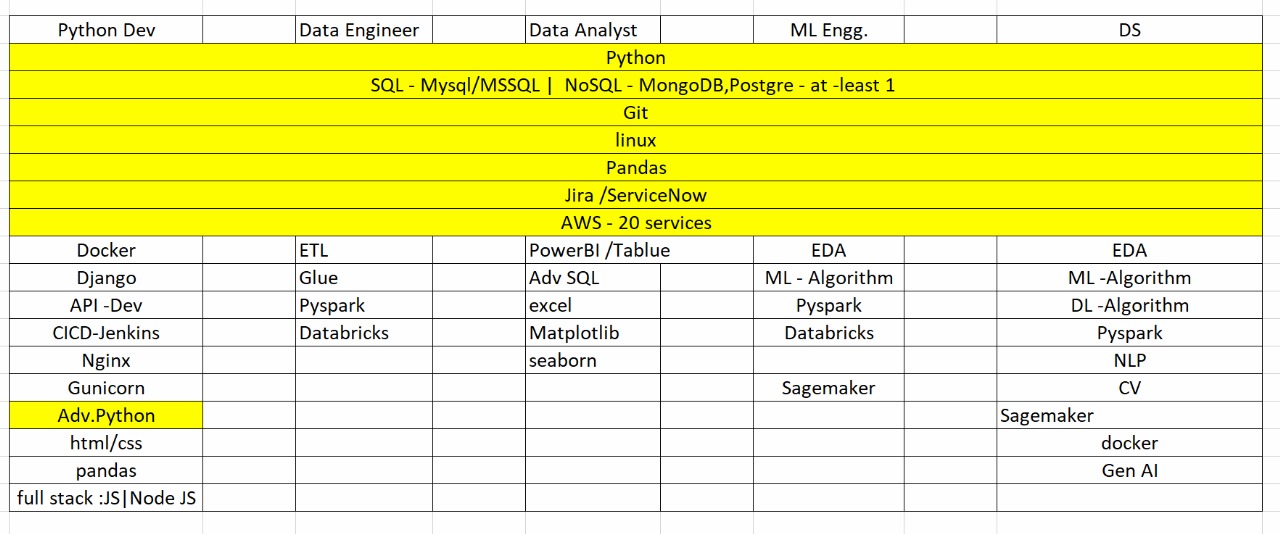 Python Dev Data Engineer Data Analyst ML Engg. DS
Python
SQL - Mysql/MSSQL | NoSQL - MongoDB,Postgre - at -least 1
Git
linux
Pandas
Jira /ServiceNow
AWS - 20 services
Docker ETL PowerBI /Tablue EDA EDA
Django Glue Adv SQL ML - Algorithm ML -Algorithm
API -Dev Pyspark excel Pyspark DL -Algorithm
CICD-Jenkins Databricks Matplotlib Databricks Pyspark
Nginx seaborn NLP
Gunicorn Sagemaker CV
Adv.Python Sagemaker
html/css docker
pandas Gen AI
full stack :JS|Node JS